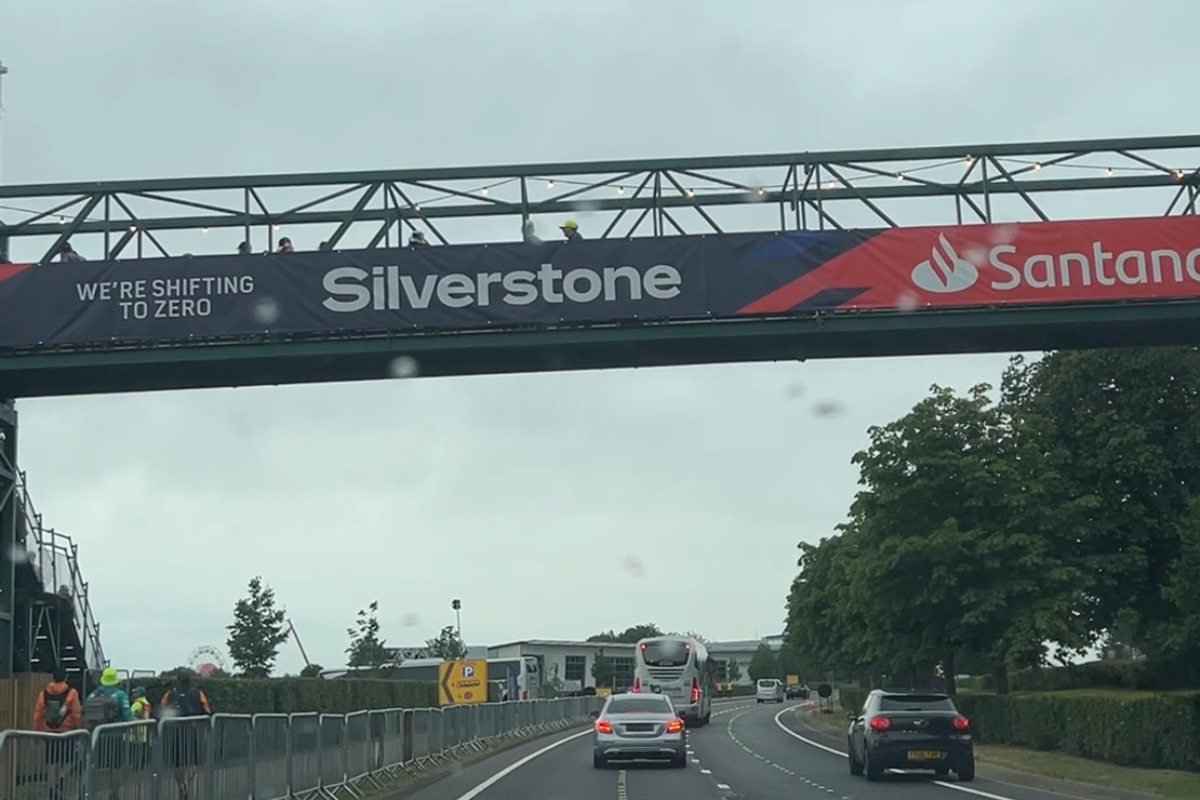 WE'RE SHIFTING
TO ZERO
Silverstone
Santand
P